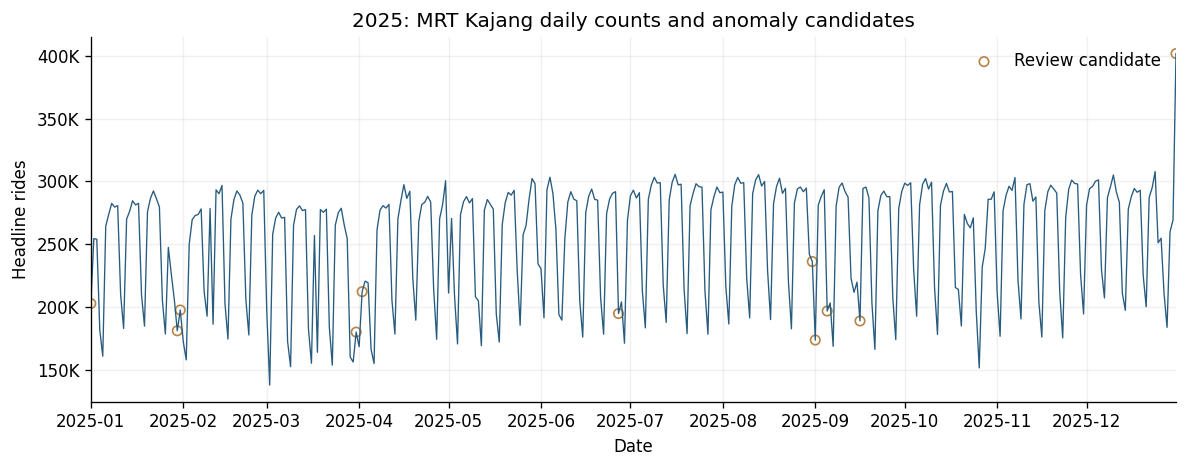 2025: MRT Kajang daily counts and anomaly candidates
Review candidate
Headline rides
400K
350K
300K
250K
200K
150K
2025-01
2025-02
2025-03
2025-04
2025-05
2025-06
2025-07
2025-08
2025-09
2025-10
2025-11
2025-12
Date